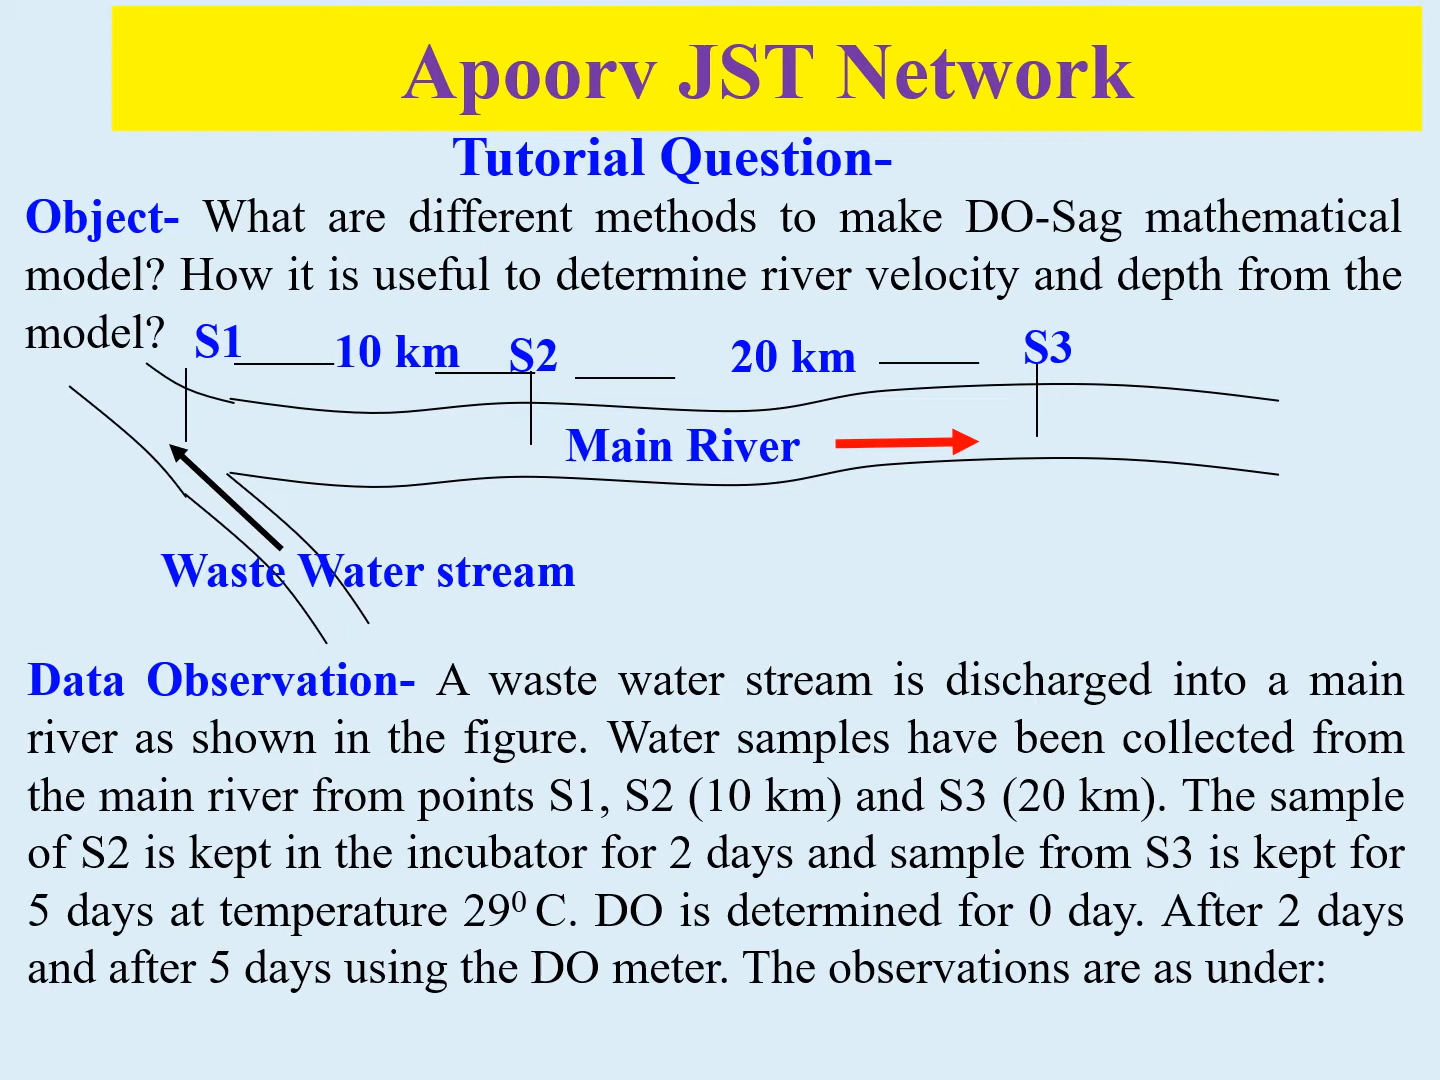 Apoorv JST Network
Tutorial Question-
Object- What are different methods to make DO-Sag mathematical
model? How it is useful to determine river velocity and depth from the
model?
S1 10 km S2 20 km S3
Main River
Waste Water stream
Data Observation- A waste water stream is discharged into a main
river as shown in the figure. Water samples have been collected from
the main river from points S1, S2 (10 km) and S3 (20 km). The sample
of S2 is kept in the incubator for 2 days and sample from S3 is kept for
5 days at temperature 29⁰ C. DO is determined for 0 day. After 2 days
and after 5 days using the DO meter. The observations are as under: